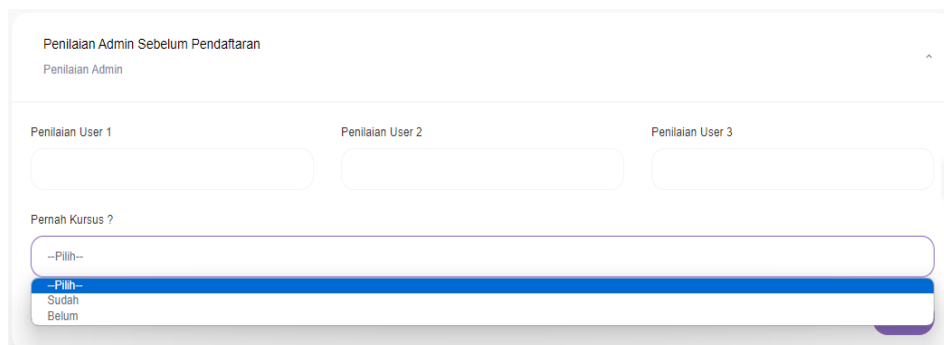 Penilaian Admin Sebelum Pendaftaran
Penilaian Admin
Penilaian User 1
Penilaian User 2
Penilaian User 3
Pernah Kursus ?
--Pilih--
--Pilih--
Sudah
Belum